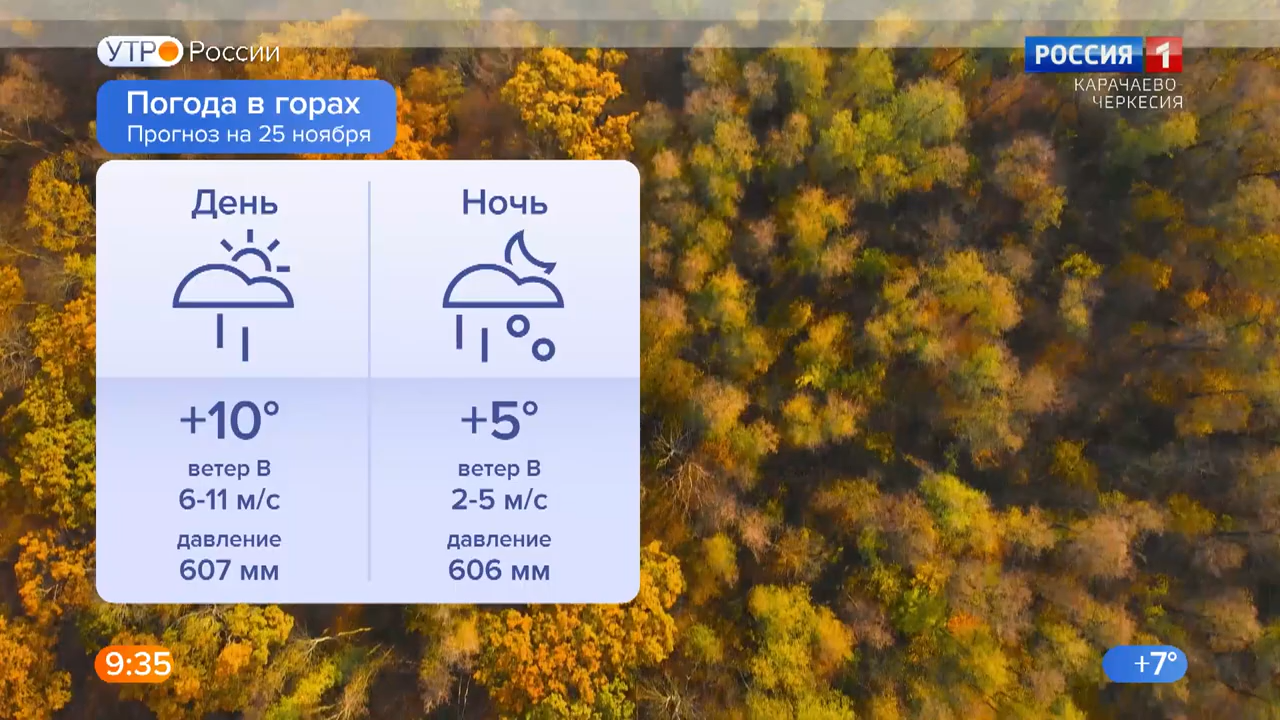 УТРО России
РОССИЯ 1
КАРАЧАЕВО-
ЧЕРКЕСИЯ
Погода в горах
Прогноз на 25 ноября
День
Ночь
+10°
+5°
ветер В
6-11 м/с
ветер В
2-5 м/с
давление
607 мм
давление
606 мм
9:35
+7°